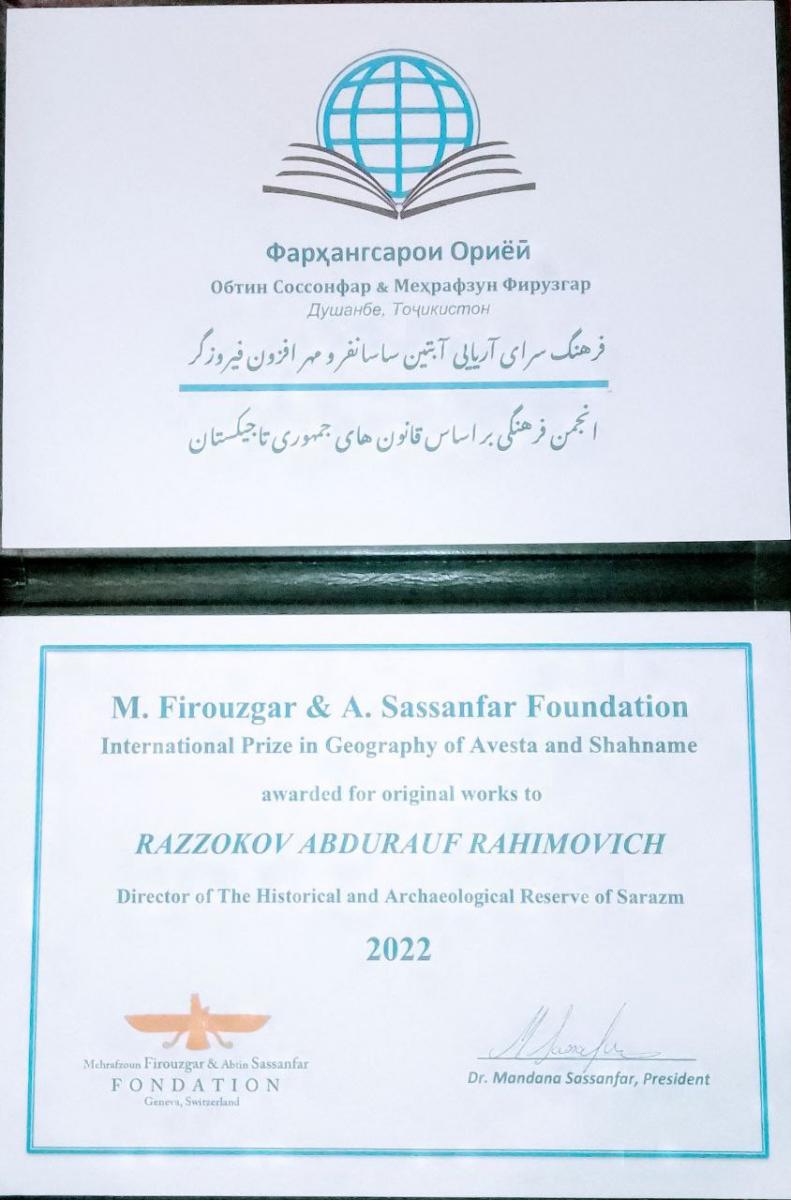 Фарҳангсарои Ориёӣ
Обтин Соссонфар & Меҳрафзун Фирузгар
Душанбе, Тоҷикистон
فرهنگ سرای آریایی آبتین ساسانفر و مهرافزون فیروزگر
انجمن فرهنگی بر اساس قانون های جمهوری تاجیکستان
M. Firouzgar & A. Sassanfar Foundation
International Prize in Geography of Avesta and Shahname
awarded for original works to
RAZZOKOV ABDURAUF RAHIMOVICH
Director of The Historical and Archaeological Reserve of Sarazm
2022
Mehrafzoun Firouzgar & Abtin Sassanfar
FONDATION
Geneva, Switzerland
M Sassanfar
Dr. Mandana Sassanfar, President